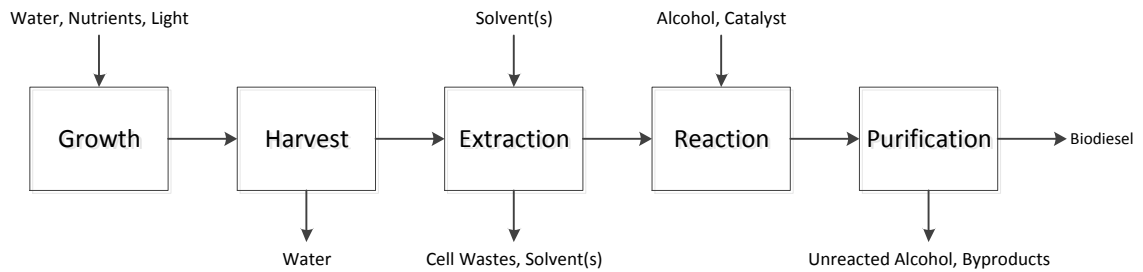 Water, Nutrients, Light
Solvent(s)
Alcohol, Catalyst
Growth
Harvest
Extraction
Reaction
Purification
Biodiesel
Water
Cell Wastes, Solvent(s)
Unreacted Alcohol, Byproducts